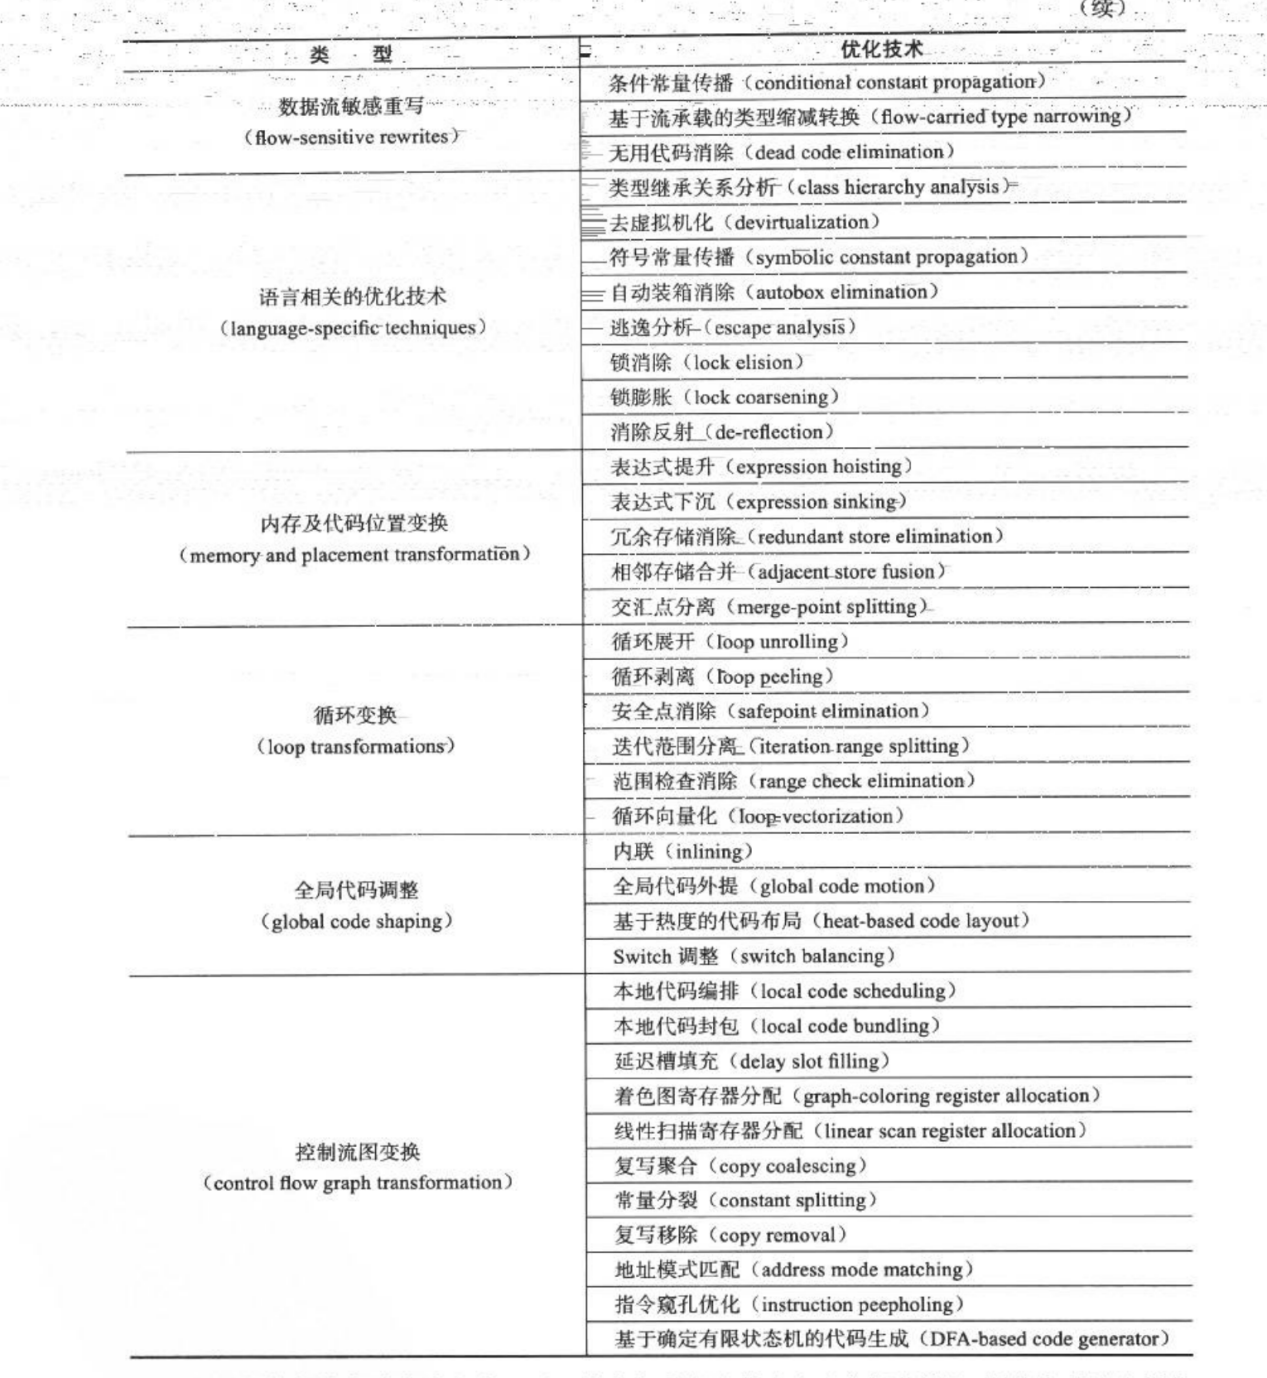 （续）
类 型 优化技术
数据流敏感重写
（flow-sensitive rewrites）
条件常量传播（conditional constant propagation）
基于流承载的类型缩减转换（flow-carried type narrowing）
无用代码消除（dead code elimination）
语言相关的优化技术
（language-specific techniques）
类型继承关系分析（class hierarchy analysis）
去虚拟机化（devirtualization）
符号常量传播（symbolic constant propagation）
自动装箱消除（autobox elimination）
逃逸分析（escape analysis）
锁消除（lock elision）
锁膨胀（lock coarsening）
消除反射（de-reflection）
内存及代码位置变换
（memory and placement transformation）
表达式提升（expression hoisting）
表达式下沉（expression sinking）
冗余存储消除（redundant store elimination）
相邻存储合并（adjacent store fusion）
交汇点分离（merge-point splitting）
循环变换
（loop transformations）
循环展开（loop unrolling）
循环剥离（loop peeling）
安全点消除（safepoint elimination）
迭代范围分离（iteration range splitting）
范围检查消除（range check elimination）
循环向量化（loop vectorization）
全局代码调整
（global code shaping）
内联（inlining）
全局代码外提（global code motion）
基于热度的代码布局（heat-based code layout）
Switch 调整（switch balancing）
控制流图变换
（control flow graph transformation）
本地代码编排（local code scheduling）
本地代码封包（local code bundling）
延迟槽填充（delay slot filling）
着色图寄存器分配（graph-coloring register allocation）
线性扫描寄存器分配（linear scan register allocation）
复写聚合（copy coalescing）
常量分裂（constant splitting）
复写移除（copy removal）
地址模式匹配（address mode matching）
指令窥孔优化（instruction peepholing）
基于确定有限状态机的代码生成（DFA-based code generator）